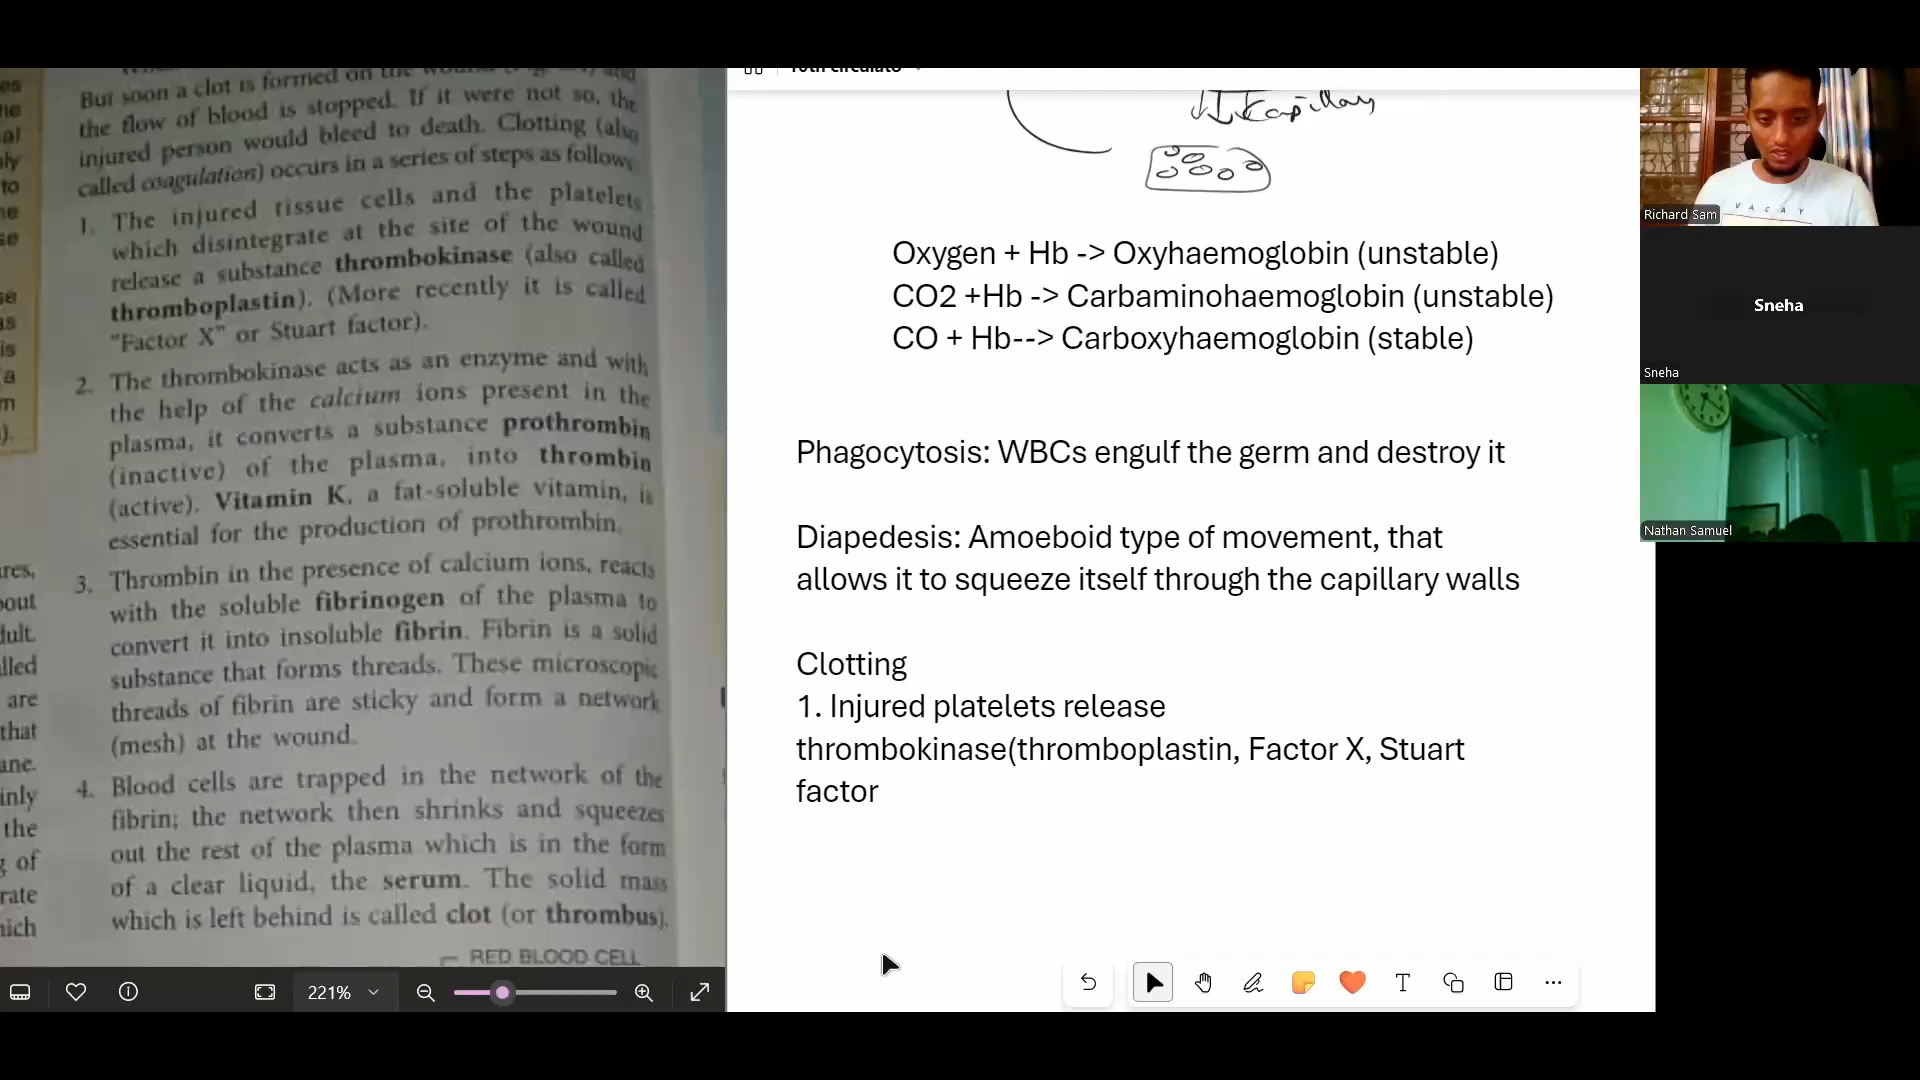 But soon a clot is formed on the
the flow of blood is stopped. If it were not so, the
injured person would bleed to death. Clotting (also
called coagulation) occurs in a series of steps as follows
1. The injured tissue cells and the platelets
which disintegrate at the site of the wound
release a substance thrombokinase (also called
thromboplastin). (More recently it is called
"Factor X" or Stuart factor).
2. The thrombokinase acts as an enzyme and with
the help of the calcium ions present in the
plasma, it converts a substance prothrombin
(inactive) of the plasma, into thrombin
(active). Vitamin K, a fat-soluble vitamin, is
essential for the production of prothrombin.
3. Thrombin in the presence of calcium ions, reacts
with the soluble fibrinogen of the plasma to
convert it into insoluble fibrin. Fibrin is a solid
substance that forms threads. These microscopic
threads of fibrin are sticky and form a network
(mesh) at the wound.
4. Blood cells are trapped in the network of the
fibrin; the network then shrinks and squeezes
out the rest of the plasma which is in the form
of a clear liquid, the serum. The solid mass
which is left behind is called clot (or thrombus).
RED BLOOD CELL
221%
10th circulato
Capillary
Oxygen + Hb -> Oxyhaemoglobin (unstable)
CO2 +Hb -> Carbaminohaemoglobin (unstable)
CO + Hb--> Carboxyhaemoglobin (stable)
Phagocytosis: WBCs engulf the germ and destroy it
Diapedesis: Amoeboid type of movement, that
allows it to squeeze itself through the capillary walls
Clotting
1. Injured platelets release
thrombokinase(thromboplastin, Factor X, Stuart
factor
VACAY
Richard Sam
Sneha
Sneha
Nathan Samuel